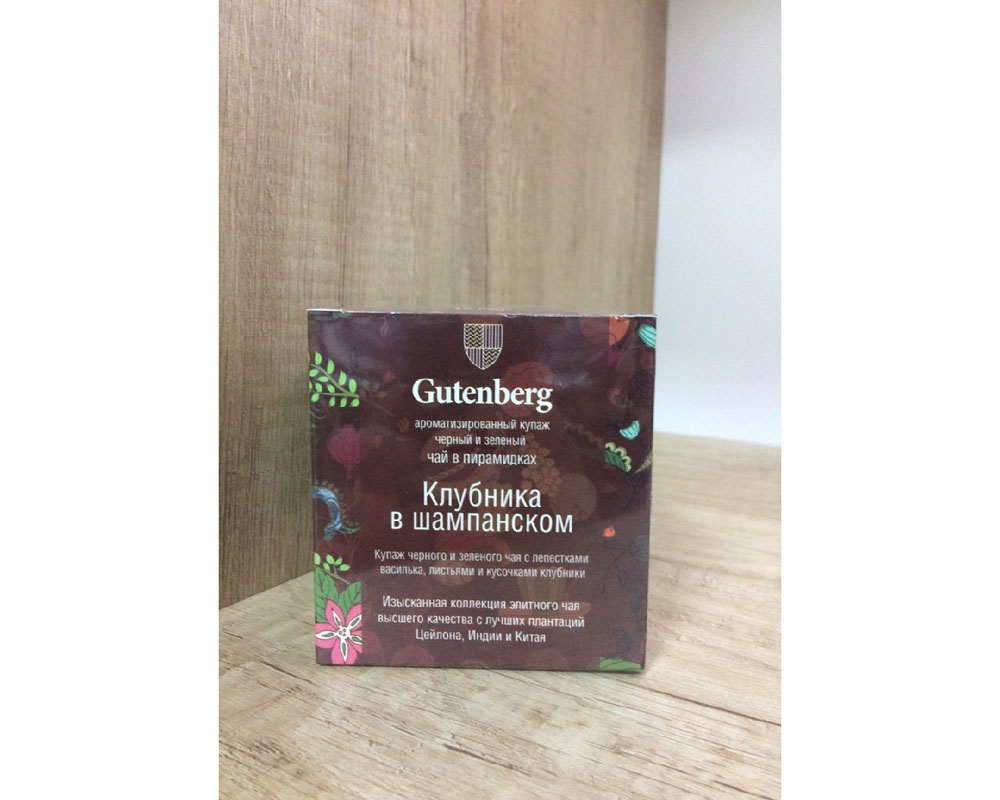 Gutenberg
ароматизированный купаж
черный и зеленый
чай в пирамидках
Клубника
в шампанском
Купаж черного и зеленого чая с лепестками
василька, листьями и кусочками клубники
Изысканная коллекция элитного чая
высшего качества с лучших плантаций
Цейлона, Индии и Китая